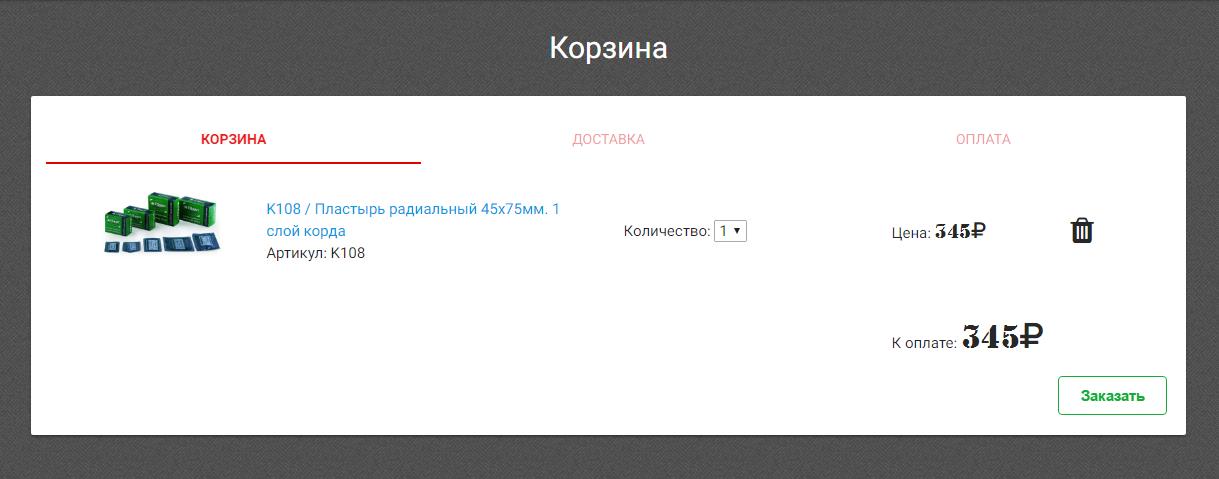 Корзина
КОРЗИНА
ДОСТАВКА
ОПЛАТА
K108 / Пластырь радиальный 45x75мм. 1
слой корда
Артикул: K108
Количество: 1
Цена: 345₽
К оплате: 345₽
Заказать